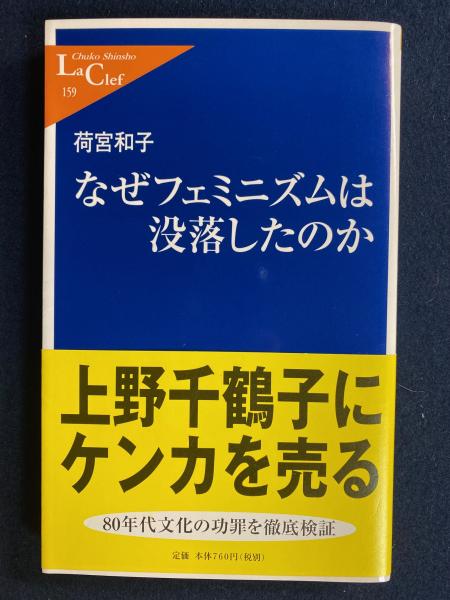 Chuko Shinsho
La Clef
159
荷宮和子
なぜフェミニズムは
没落したのか
上野千鶴子に
ケンカを売る
80年代文化の功罪を徹底検証
定価 本体760円(税別)